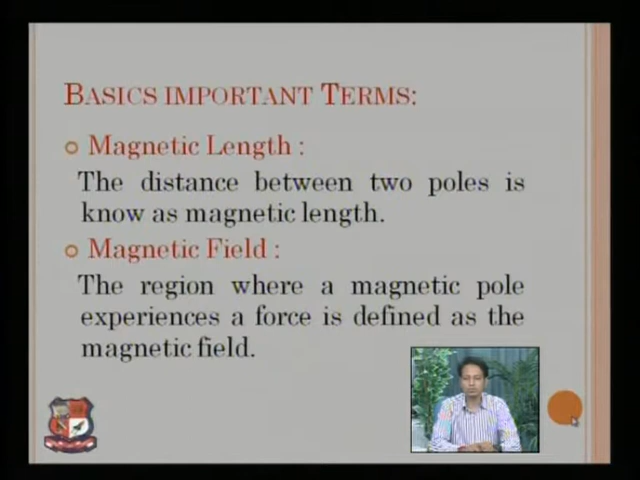 BASICS IMPORTANT TERMS:
Magnetic Length :
The distance between two poles is
know as magnetic length.
Magnetic Field :
The region where a magnetic pole
experiences a force is defined as the
magnetic field.